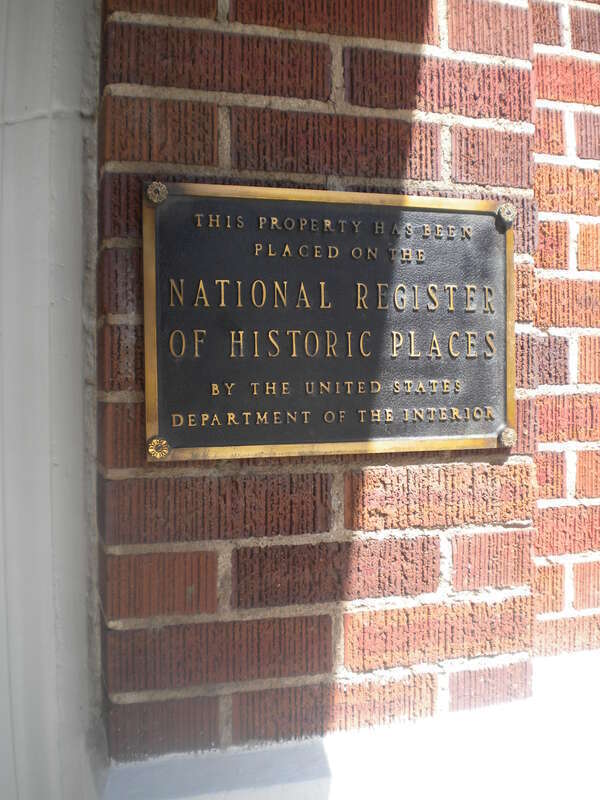 THIS PROPERTY HAS BEEN
PLACED ON THE
NATIONAL REGISTER
OF HISTORIC PLACES
BY THE UNITED STATES
DEPARTMENT OF THE INTERIOR